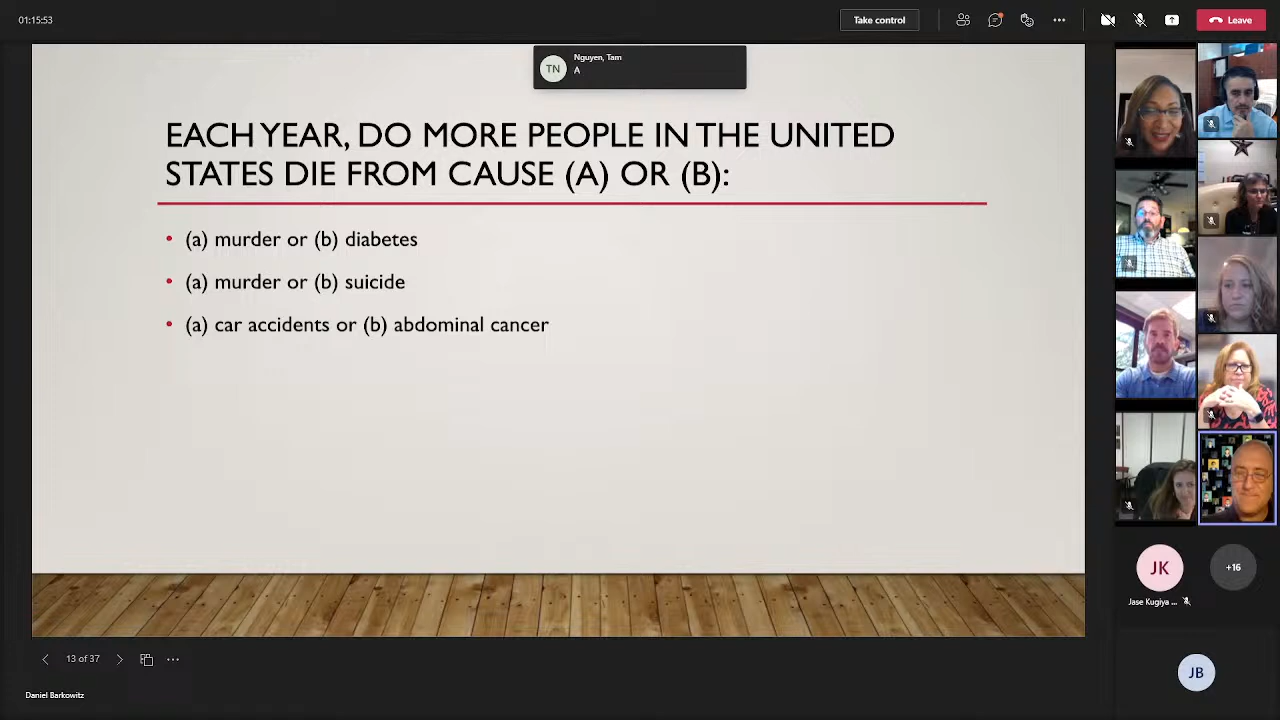 01:15:53
Take control
Leave
Nguyen, Tam
TN
A
EACH YEAR, DO MORE PEOPLE IN THE UNITED
STATES DIE FROM CAUSE (A) OR (B):
• (a) murder or (b) diabetes
• (a) murder or (b) suicide
• (a) car accidents or (b) abdominal cancer
JK
+16
Jase Kugiya ...
13 of 37
JB
Daniel Barkowitz